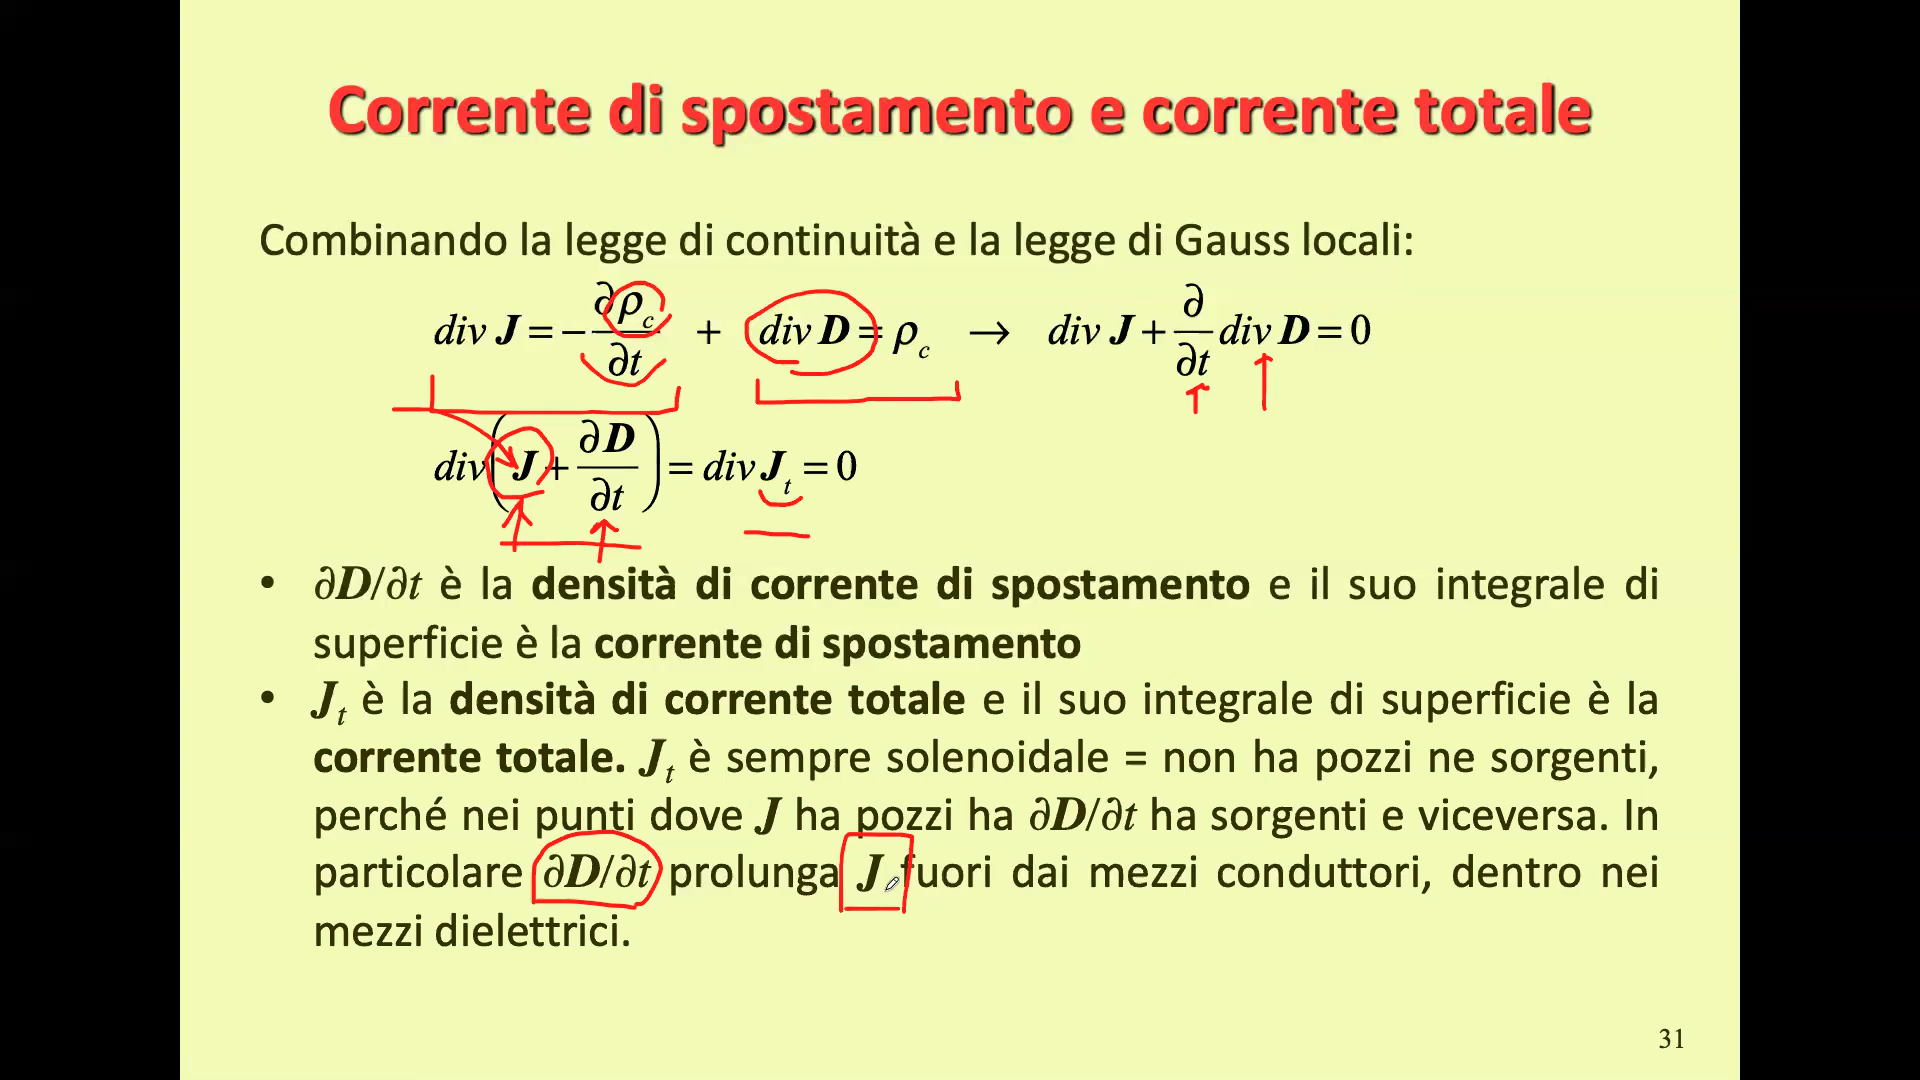 Corrente di spostamento e corrente totale
Combinando la legge di continuità e la legge di Gauss locali:
div J = − ∂ρc/∂t + div D = ρc → div J + ∂/∂t div D = 0
div(J + ∂D/∂t) = div Jt = 0
• ∂D/∂t è la densità di corrente di spostamento e il suo integrale di
superficie è la corrente di spostamento
• Jt è la densità di corrente totale e il suo integrale di superficie è la
corrente totale. Jt è sempre solenoidale = non ha pozzi ne sorgenti,
perché nei punti dove J ha pozzi ha ∂D/∂t ha sorgenti e viceversa. In
particolare ∂D/∂t prolunga J fuori dai mezzi conduttori, dentro nei
mezzi dielettrici.
31